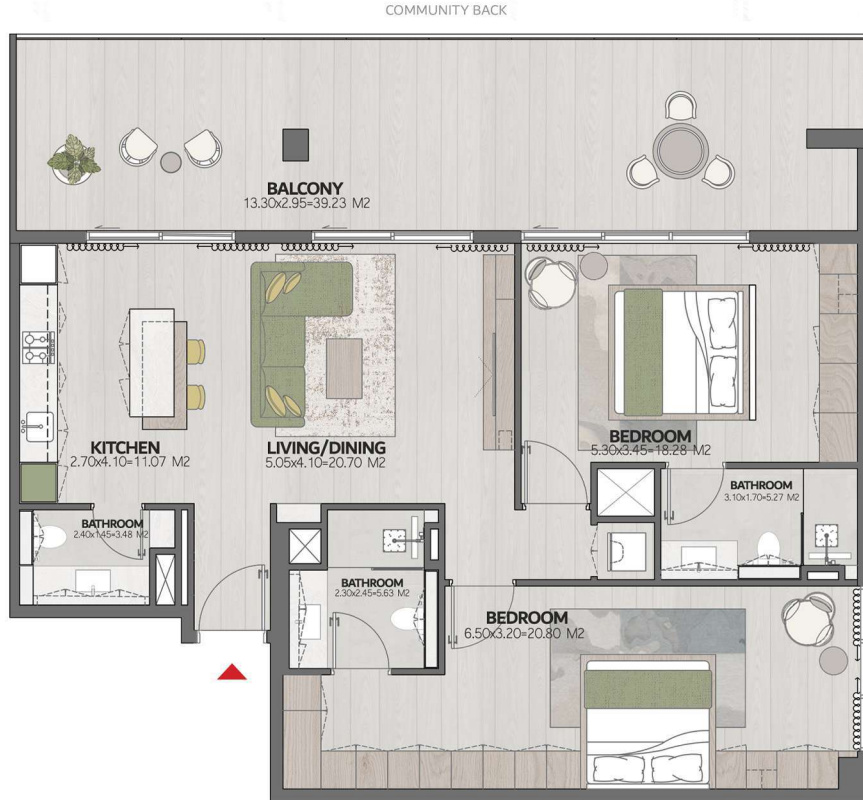 COMMUNITY BACK
BALCONY
13.30x2.95=39.23 M2
KITCHEN
2.70x4.10=11.07 M2
LIVING/DINING
5.05x4.10=20.70 M2
BEDROOM
5.30x3.45=18.28 M2
BATHROOM
3.10x1.70=5.27 M2
BATHROOM
2.40x1.45=3.48 M2
BATHROOM
2.30x2.45=5.63 M2
BEDROOM
6.50x3.20=20.80 M2